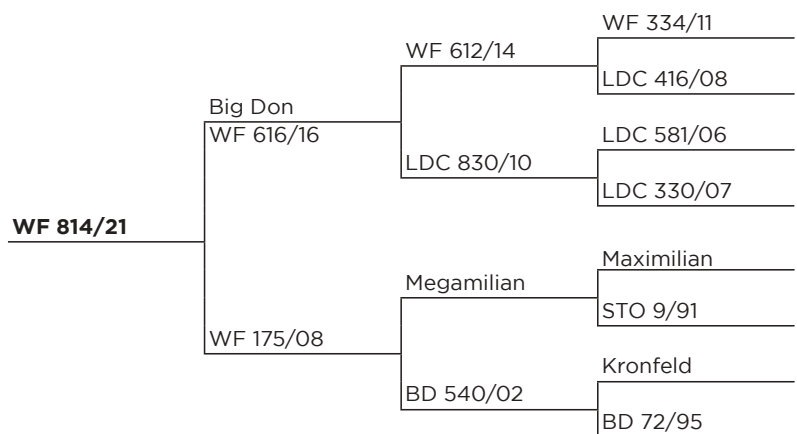 WF 334/11
WF 612/14
LDC 416/08
Big Don
WF 616/16
LDC 581/06
LDC 830/10
LDC 330/07
WF 814/21
Maximilian
Megamilian
STO 9/91
WF 175/08
Kronfeld
BD 540/02
BD 72/95